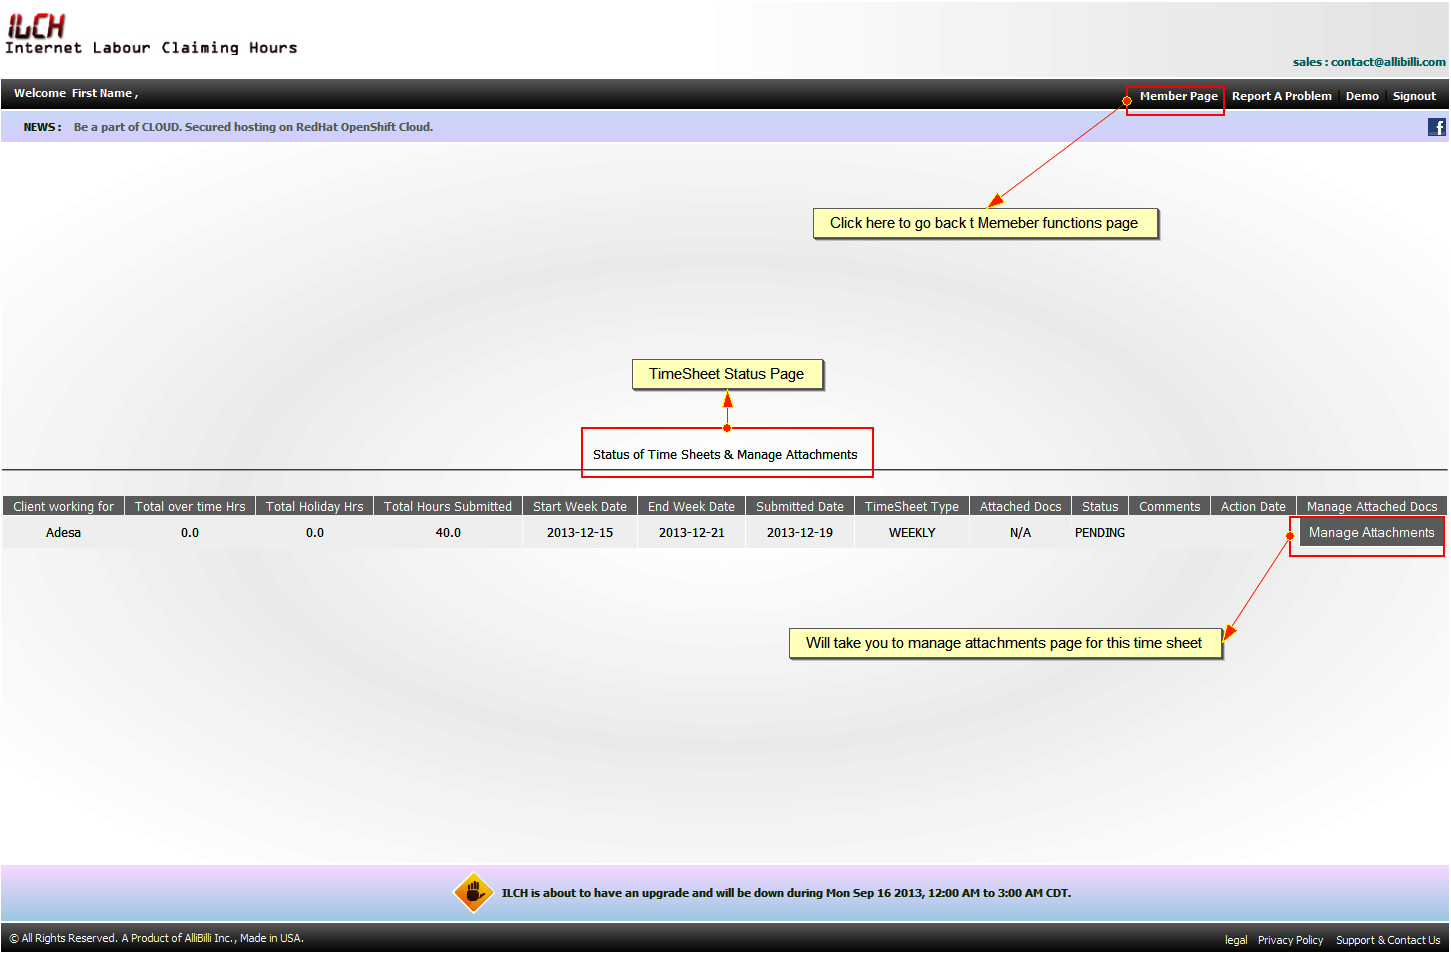 ILCH
Internet Labour Claiming Hours
sales : contact@allibilli.com
Welcome First Name ,
Member Page Report A Problem Demo Signout
NEWS : Be a part of CLOUD. Secured hosting on RedHat OpenShift Cloud.
Click here to go back t Memeber functions page
TimeSheet Status Page
Status of Time Sheets & Manage Attachments
Client working for Total over time Hrs Total Holiday Hrs Total Hours Submitted Start Week Date End Week Date Submitted Date TimeSheet Type Attached Docs Status Comments Action Date Manage Attached Docs
Adesa 0.0 0.0 40.0 2013-12-15 2013-12-21 2013-12-19 WEEKLY N/A PENDING Manage Attachments
Will take you to manage attachments page for this time sheet
ILCH is about to have an upgrade and will be down during Mon Sep 16 2013, 12:00 AM to 3:00 AM CDT.
© All Rights Reserved. A Product of AlliBilli Inc., Made in USA.
legal Privacy Policy Support & Contact Us